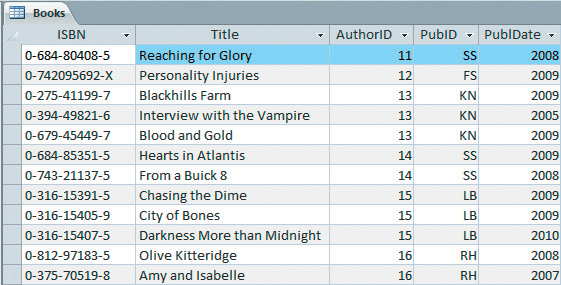 Books
ISBN Title AuthorID PubID PublDate
0-684-80408-5 Reaching for Glory 11 SS 2008
0-742095692-X Personality Injuries 12 FS 2009
0-275-41199-7 Blackhills Farm 13 KN 2009
0-394-49821-6 Interview with the Vampire 13 KN 2005
0-679-45449-7 Blood and Gold 13 KN 2009
0-684-85351-5 Hearts in Atlantis 14 SS 2009
0-743-21137-5 From a Buick 8 14 SS 2008
0-316-15391-5 Chasing the Dime 15 LB 2009
0-316-15405-9 City of Bones 15 LB 2009
0-316-15407-5 Darkness More than Midnight 15 LB 2010
0-812-97183-5 Olive Kitteridge 16 RH 2008
0-375-70519-8 Amy and Isabelle 16 RH 2007